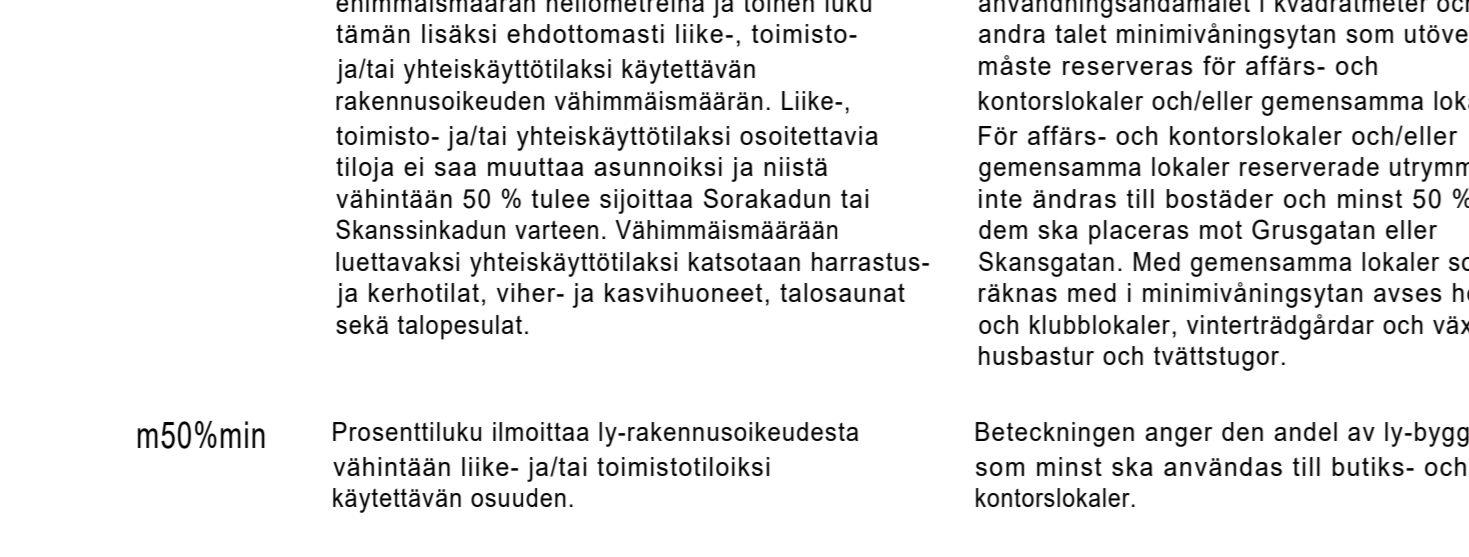 enimmäismäärän neliömetreinä ja toinen luku
tämän lisäksi ehdottomasti liike-, toimisto-
ja/tai yhteiskäyttötilaksi käytettävän
rakennusoikeuden vähimmäismäärän. Liike-,
toimisto- ja/tai yhteiskäyttötilaksi osoitettavia
tiloja ei saa muuttaa asunnoiksi ja niistä
vähintään 50 % tulee sijoittaa Sorakadun tai
Skanssinkadun varteen. Vähimmäismäärään
luettavaksi yhteiskäyttötilaksi katsotaan harrastus-
ja kerhotilat, viher- ja kasvihuoneet, talosaunat
sekä talopesulat.
användningsändamålet i kvadratmeter och
andra talet minimivåningsytan som utöve
måste reserveras för affärs- och
kontorslokaler och/eller gemensamma lok
För affärs- och kontorslokaler och/eller
gemensamma lokaler reserverade utrymm
inte ändras till bostäder och minst 50 %
dem ska placeras mot Grusgatan eller
Skansgatan. Med gemensamma lokaler so
räknas med i minimivåningsytan avses h
och klubblokaler, vinterträdgårdar och väx
husbastur och tvättstugor.
m50%min
Prosenttiluku ilmoittaa ly-rakennusoikeudesta
vähintään liike- ja/tai toimistotiloiksi
käytettävän osuuden.
Beteckningen anger den andel av ly-bygg
som minst ska användas till butiks- och
kontorslokaler.